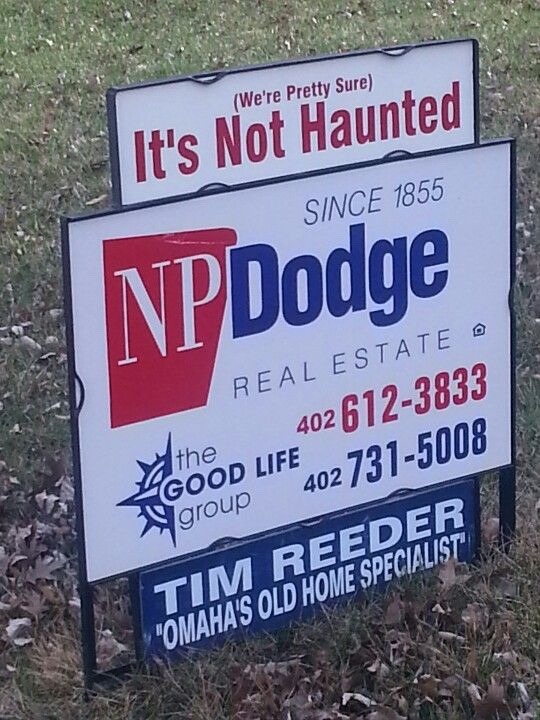 (We're Pretty Sure)
It's Not Haunted
SINCE 1855
NP Dodge
REAL ESTATE
402 612-3833
402 731-5008
the
GOOD LIFE
group
TIM REEDER
"OMAHA'S OLD HOME SPECIALIST"